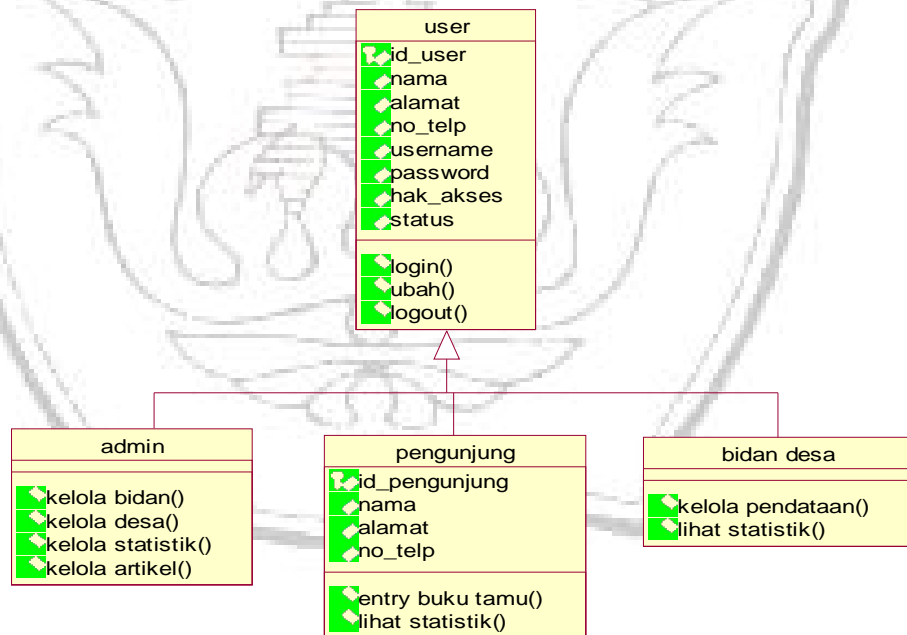 user
id_user
nama
alamat
no_telp
username
password
hak_akses
status
login()
ubah()
logout()
admin
kelola bidan()
kelola desa()
kelola statistik()
kelola artikel()
pengunjung
id_pengunjung
nama
alamat
no_telp
entry buku tamu()
lihat statistik()
bidan desa
kelola pendataan()
lihat statistik()